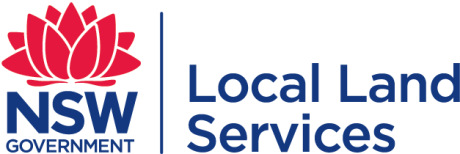 NSW
GOVERNMENT
Local Land
Services